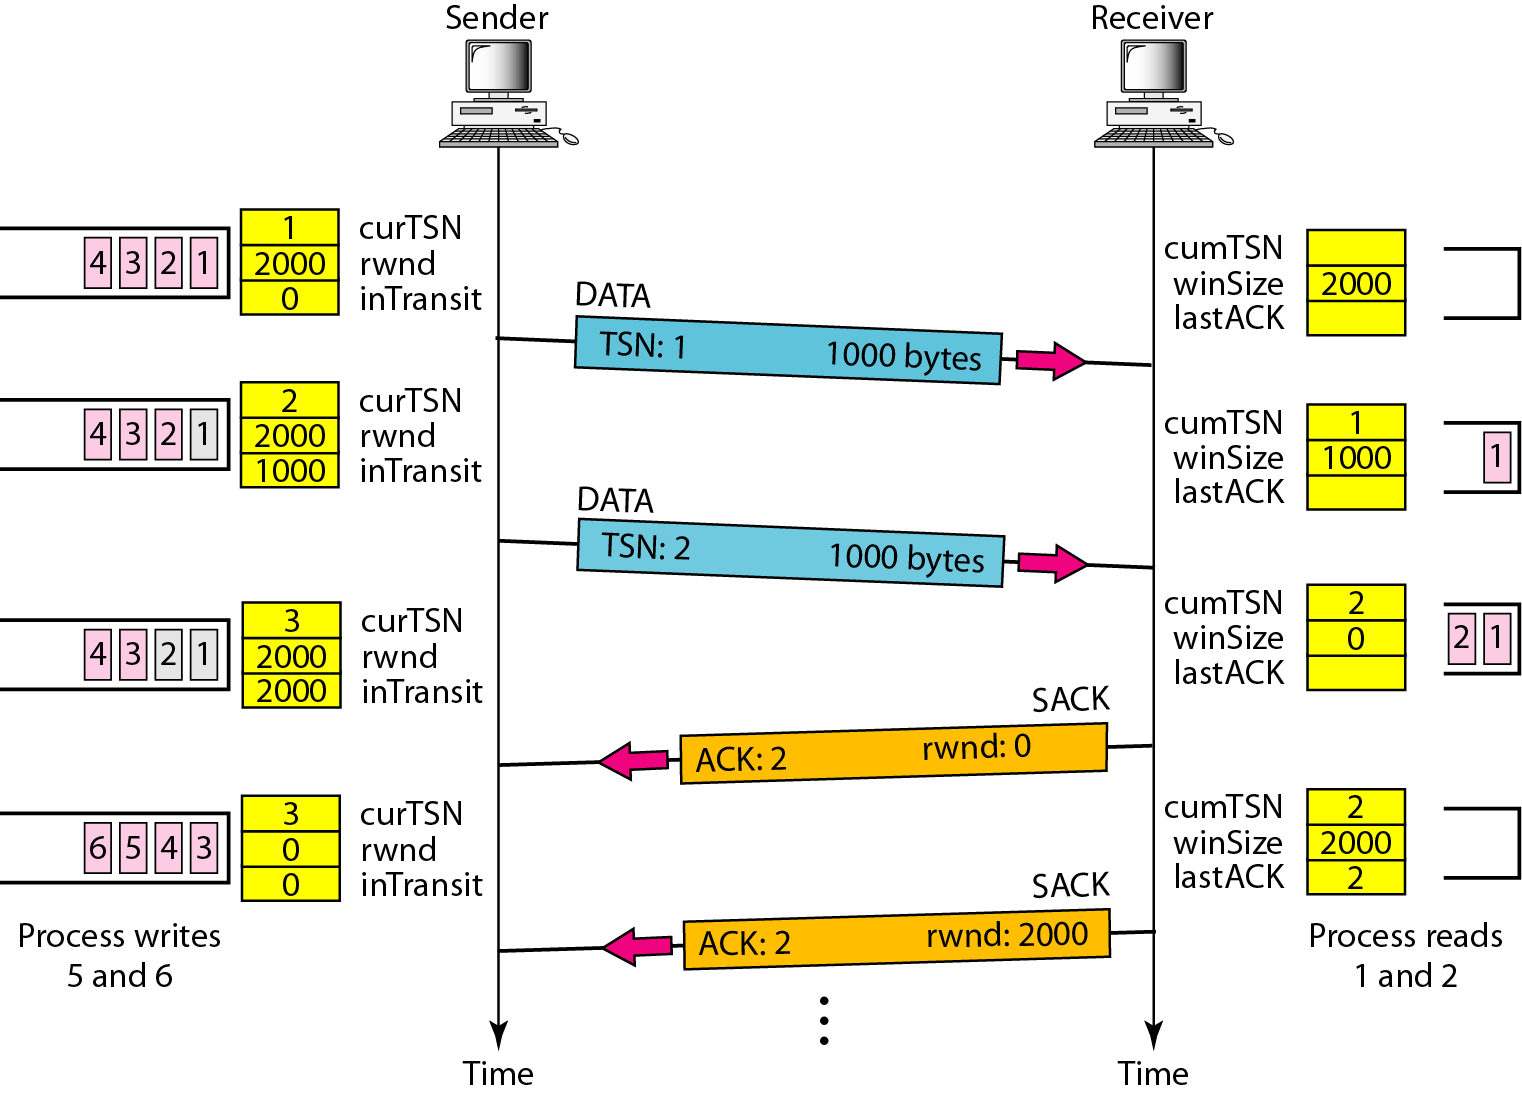 Sender
Receiver
4 3 2 1
1 curTSN
2000 rwnd
0 inTransit
cumTSN
winSize 2000
lastACK
DATA
TSN: 1 1000 bytes
4 3 2 1
2 curTSN
2000 rwnd
1000 inTransit
cumTSN 1
winSize 1000
lastACK
1
DATA
TSN: 2 1000 bytes
4 3 2 1
3 curTSN
2000 rwnd
2000 inTransit
cumTSN 2
winSize 0
lastACK
2 1
SACK
ACK: 2 rwnd: 0
6 5 4 3
3 curTSN
0 rwnd
0 inTransit
cumTSN 2
winSize 2000
lastACK 2
Process writes
5 and 6
SACK
ACK: 2 rwnd: 2000
Process reads
1 and 2
Time
Time